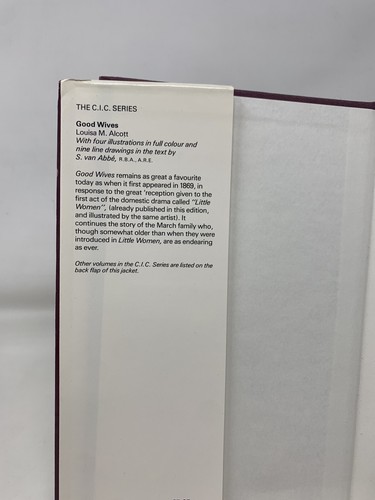 THE C.I.C. SERIES
Good Wives
Louisa M. Alcott
With four illustrations in full colour and
nine line drawings in the text by
S. van Abbé, R.B.A., A.R.E.
Good Wives remains as great a favourite
today as when it first appeared in 1869, in
response to the great 'reception given to the
first act of the domestic drama called "Little
Women", (already published in this edition,
and illustrated by the same artist). It
continues the story of the March family who,
though somewhat older than when they were
introduced in Little Women, are as endearing
as ever.
Other volumes in the C.I.C. Series are listed on the
back flap of this jacket.